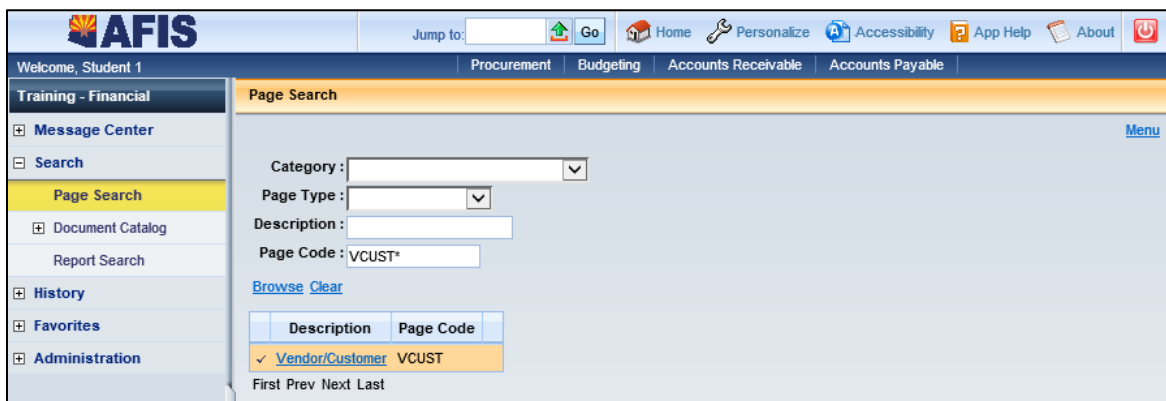 AFIS
Jump to: Go Home Personalize Accessibility App Help About
Welcome, Student 1 Procurement Budgeting Accounts Receivable Accounts Payable
Training - Financial
Page Search
Message Center
Menu
Search
Page Search
Document Catalog
Report Search
History
Favorites
Administration
Category :
Page Type :
Description :
Page Code : VCUST*
Browse Clear
Description Page Code
Vendor/Customer VCUST
First Prev Next Last